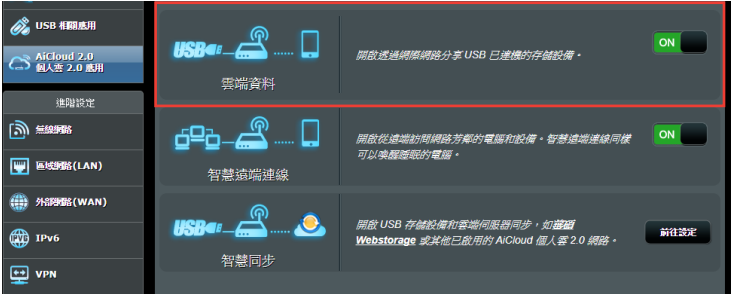 USB 相關應用
AiCloud 2.0
個人雲 2.0 應用
進階設定
無線網路
區域網路(LAN)
外部網路(WAN)
IPv6
VPN
USB
雲端資料
開啟透過網際網路分享 USB 已連機的存儲設備。
ON
智慧遠端連線
開啟從遠端訪問網路芳鄰的電腦和設備。智慧遠端連線同樣
可以喚醒睡眠的電腦。
ON
USB
智慧同步
開啟 USB 存儲設備和雲端伺服器同步，如華碩
Webstorage 或其他已啟用的 AiCloud 個人雲 2.0 網路。
前往設定